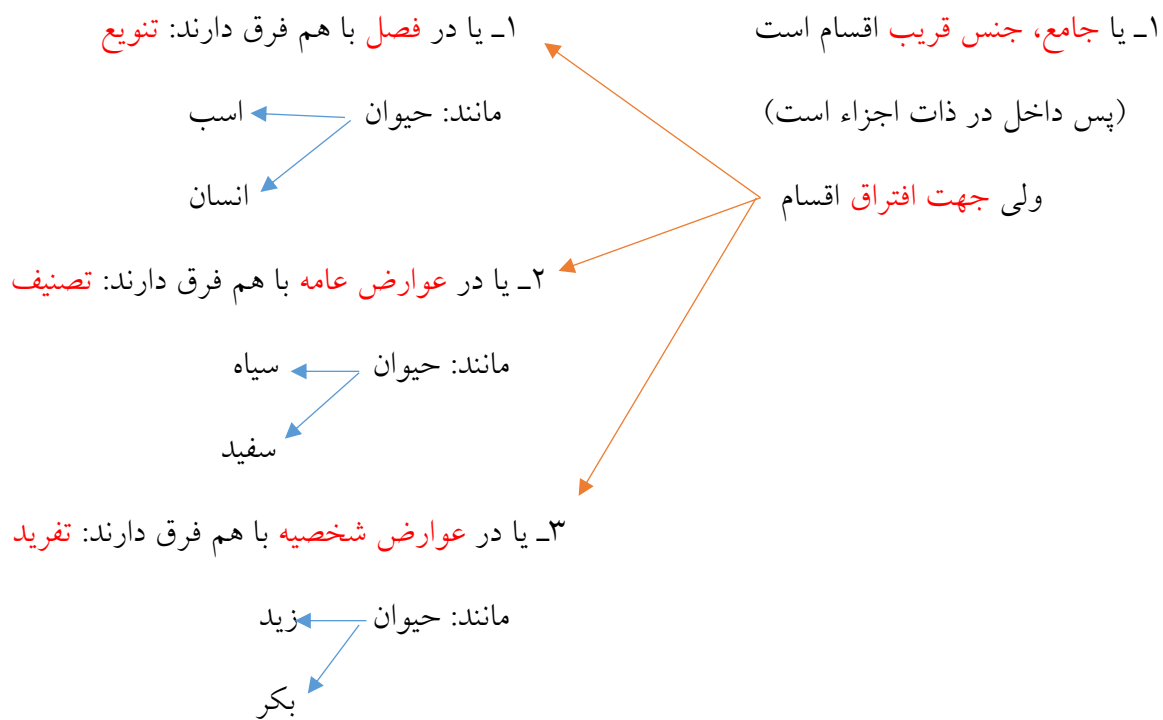 ۱ـ یا جامع، جنس قریب اقسام است
(پس داخل در ذات اجزاء است)
ولی جهت افتراق اقسام
۱ـ یا در فصل با هم فرق دارند: تنویع
مانند: حیوان اسب
انسان
۲ـ یا در عوارض عامه با هم فرق دارند: تصنیف
مانند: حیوان سیاه
سفید
۳ـ یا در عوارض شخصیه با هم فرق دارند: تفرید
مانند: حیوان زید
بکر